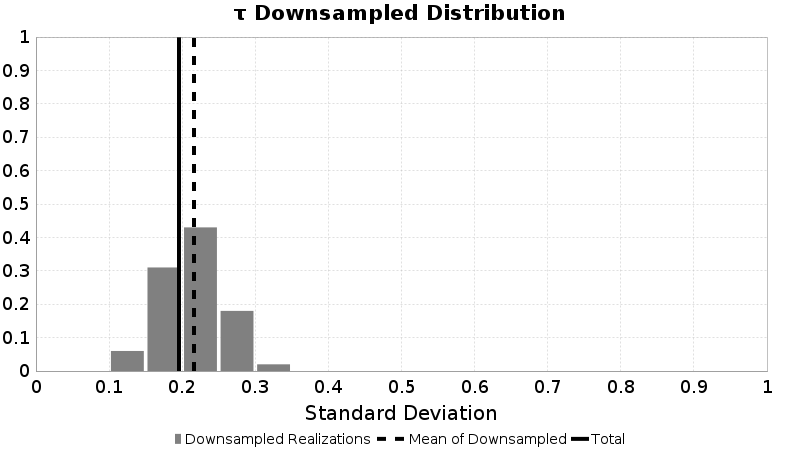 τ Downsampled Distribution
1
0.9
0.8
0.7
0.6
0.5
0.4
0.3
0.2
0.1
0
0 0.1 0.2 0.3 0.4 0.5 0.6 0.7 0.8 0.9 1
Standard Deviation
Downsampled Realizations Mean of Downsampled Total